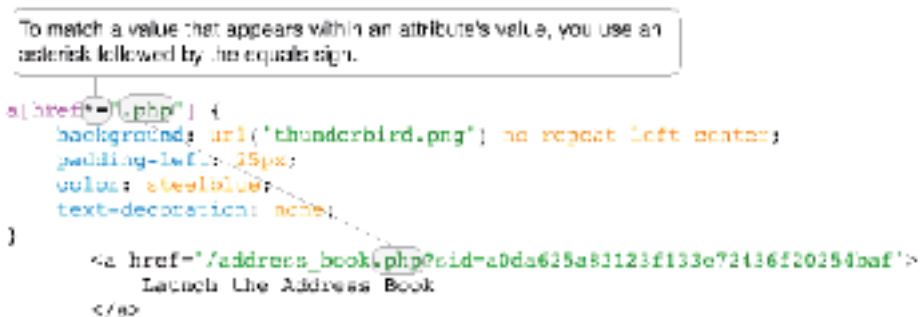 To match a value that appears within an attribute's value, you use an
asterisk followed by the equals sign.
a[href*=".php"] {
background: url('thunderbird.png') no-repeat left center;
padding-left: 25px;
color: steelblue;
text-decoration: none;
}
<a href="/address_book.php?sid=a0da625a83123f133e72436f20254baf">
Launch the Address Book
</a>